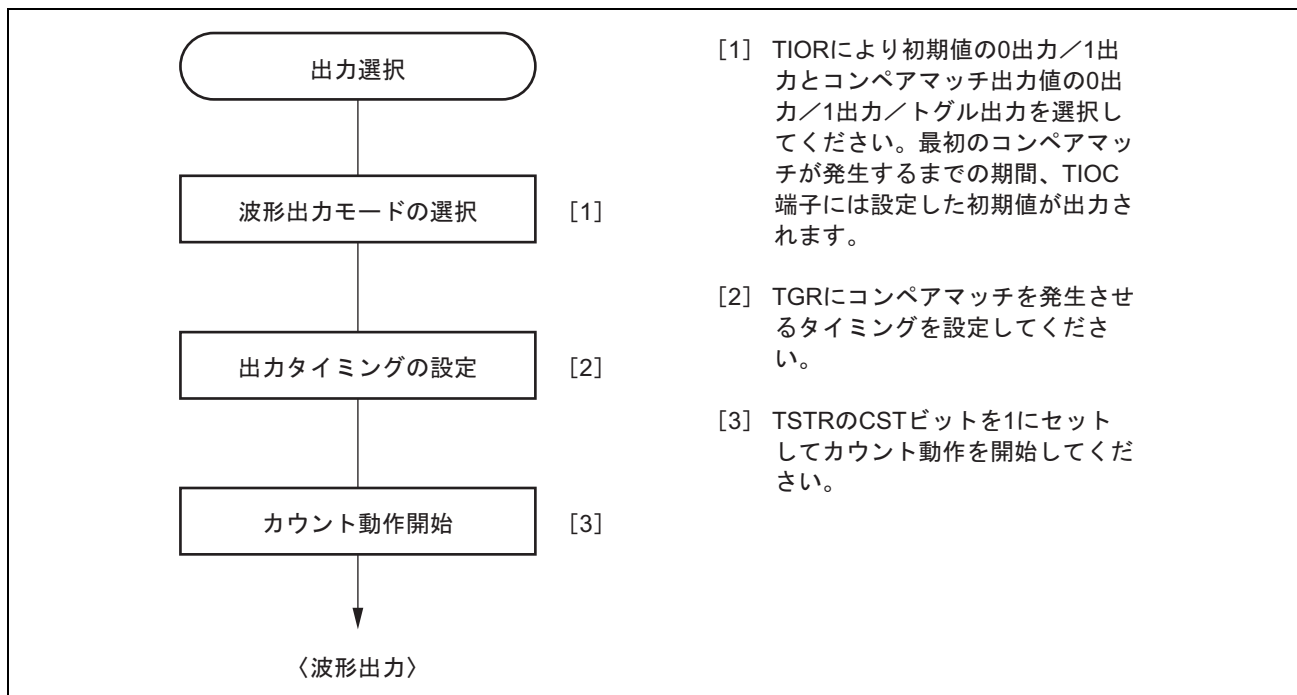 出力選択
波形出力モードの選択 [1]
出力タイミングの設定 [2]
カウント動作開始 [3]
〈波形出力〉
[1] TIORにより初期値の0出力／1出
力とコンペアマッチ出力値の0出
力／1出力／トグル出力を選択し
てください。最初のコンペアマッ
チが発生するまでの期間、TIOC
端子には設定した初期値が出力さ
れます。
[2] TGRにコンペアマッチを発生させ
るタイミングを設定してくださ
い。
[3] TSTRのCSTビットを1にセット
してカウント動作を開始してくだ
さい。